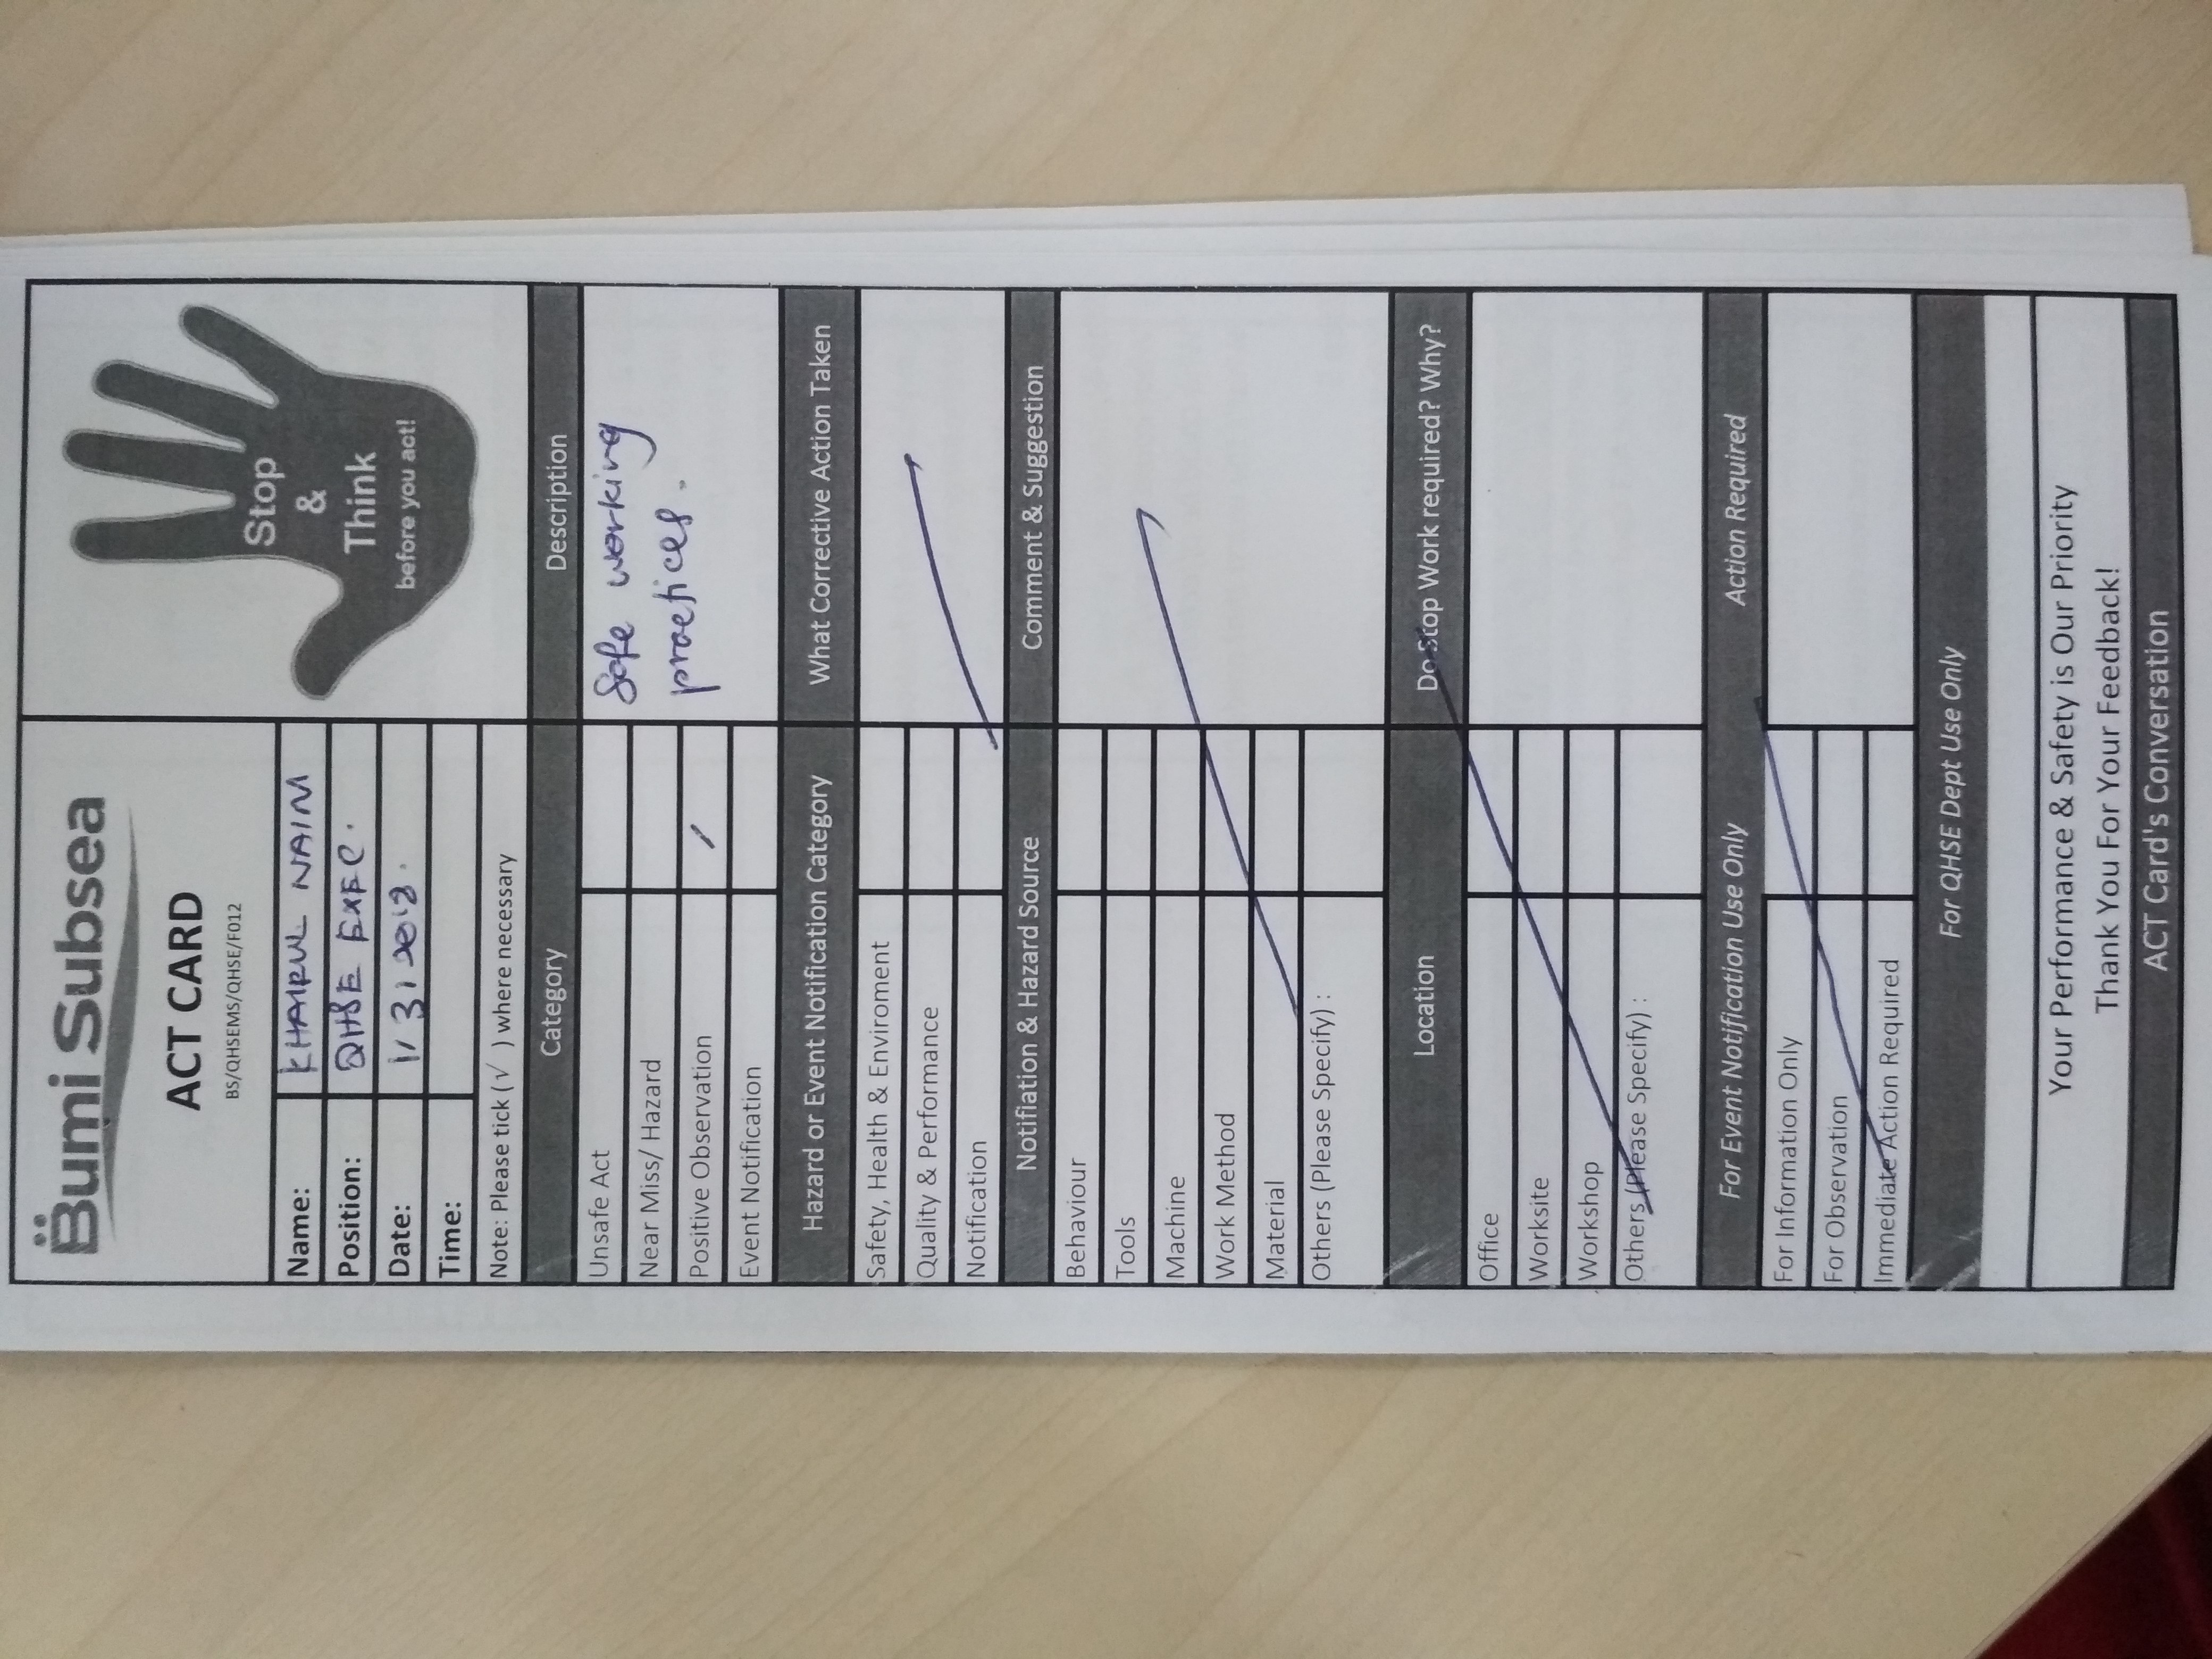 Bumi Subsea
ACT CARD
BS/QHSEMS/QHSE/F012
Stop
&
Think
before you act!
Name: KHAIRUL NAIM
Position: QHSE EXEC.
Date: 1/3/2018.
Time:
Note: Please tick (√ ) where necessary
Category Description
Unsafe Act
Near Miss/ Hazard
Positive Observation /
Event Notification
Safe working
practices.
Hazard or Event Notification Category What Corrective Action Taken
Safety, Health & Enviroment
Quality & Performance
Notification
Notifiation & Hazard Source Comment & Suggestion
Behaviour
Tools
Machine
Work Method
Material
Others (Please Specify) :
Location Do Stop Work required? Why?
Office
Worksite
Workshop
Others (Please Specify) :
For Event Notification Use Only Action Required
For Information Only
For Observation
Immediate Action Required
For QHSE Dept Use Only
Your Performance & Safety is Our Priority
Thank You For Your Feedback!
ACT Card's Conversation